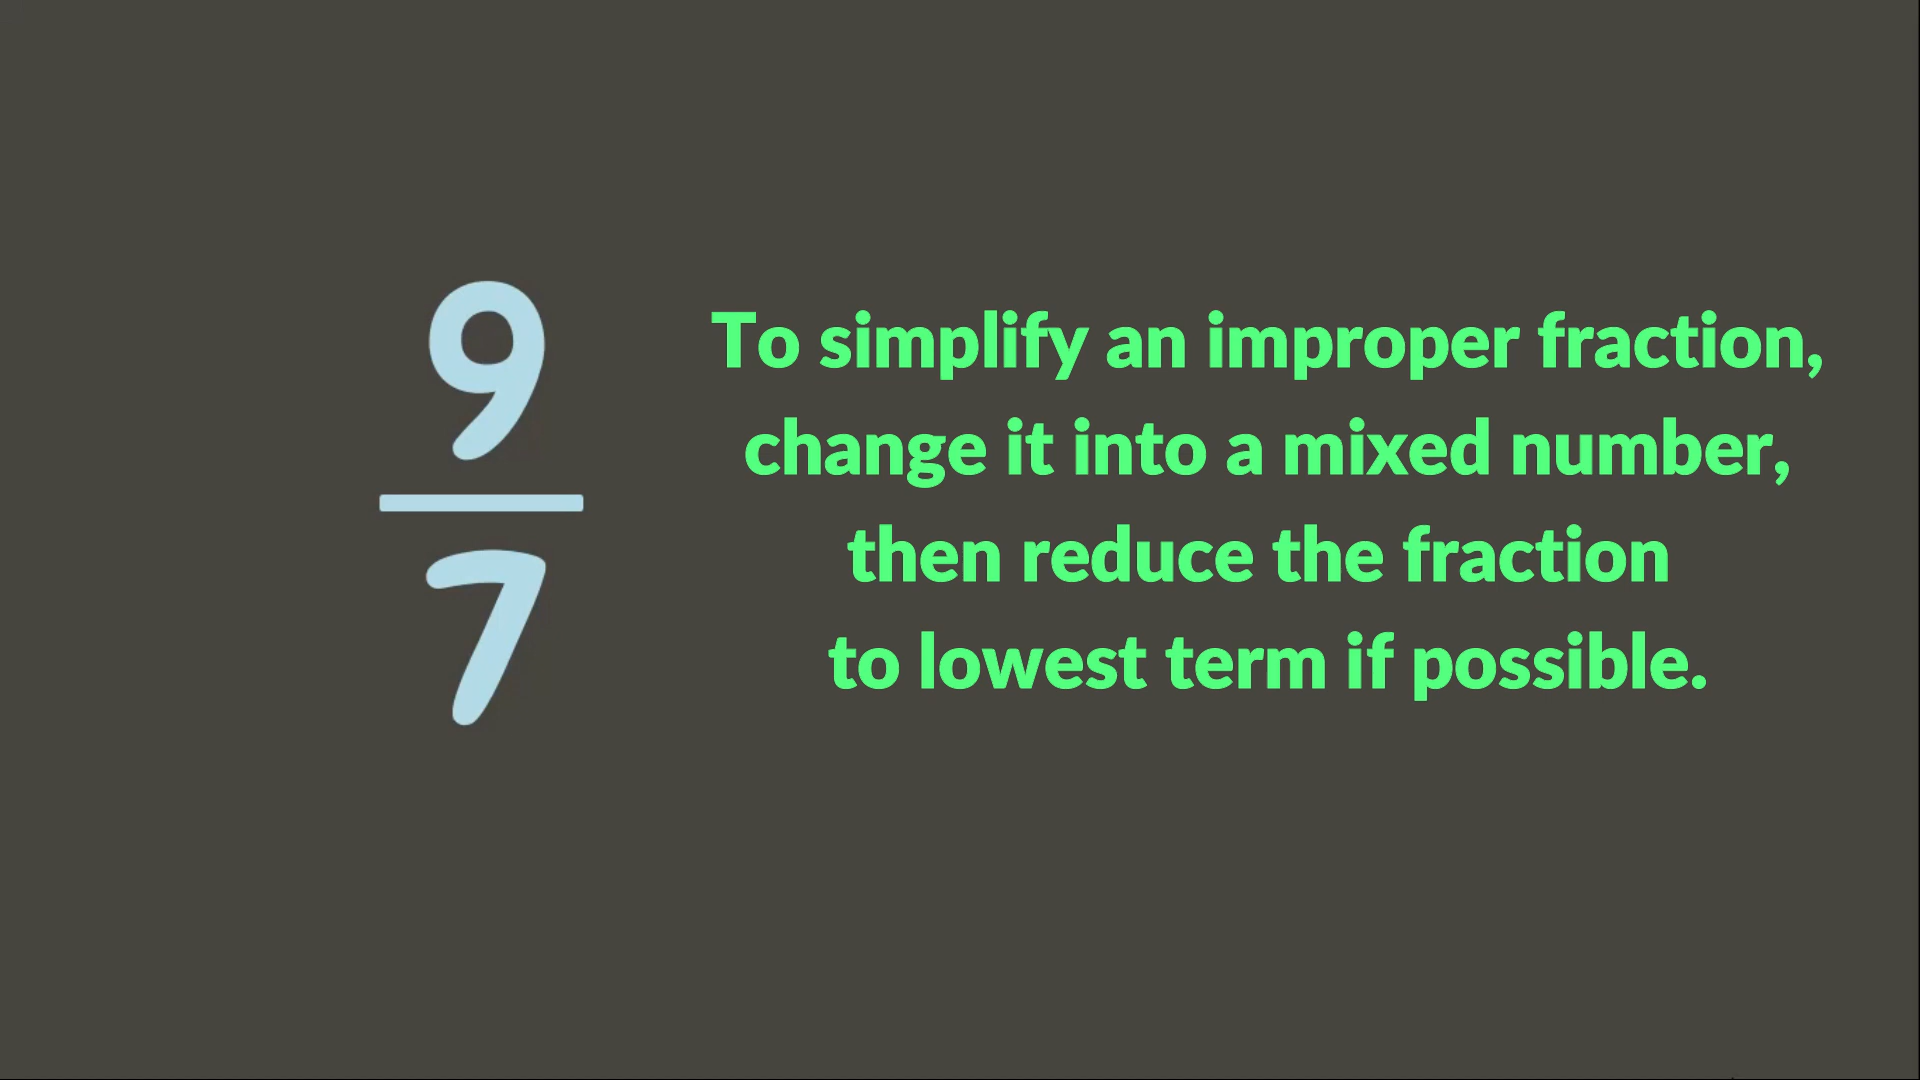 9
7
To simplify an improper fraction,
change it into a mixed number,
then reduce the fraction
to lowest term if possible.